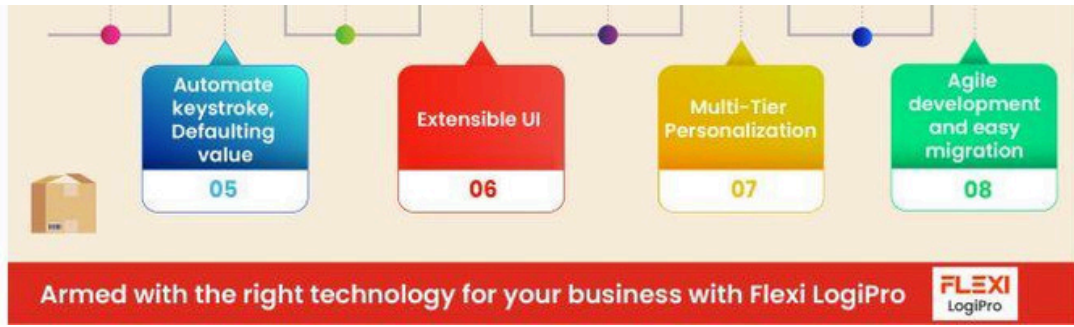 Automate
keystroke,
Defaulting
value
05
Extensible UI
06
Multi-Tier
Personalization
07
Agile
development
and easy
migration
08
Armed with the right technology for your business with Flexi LogiPro
FLEXI
LogiPro